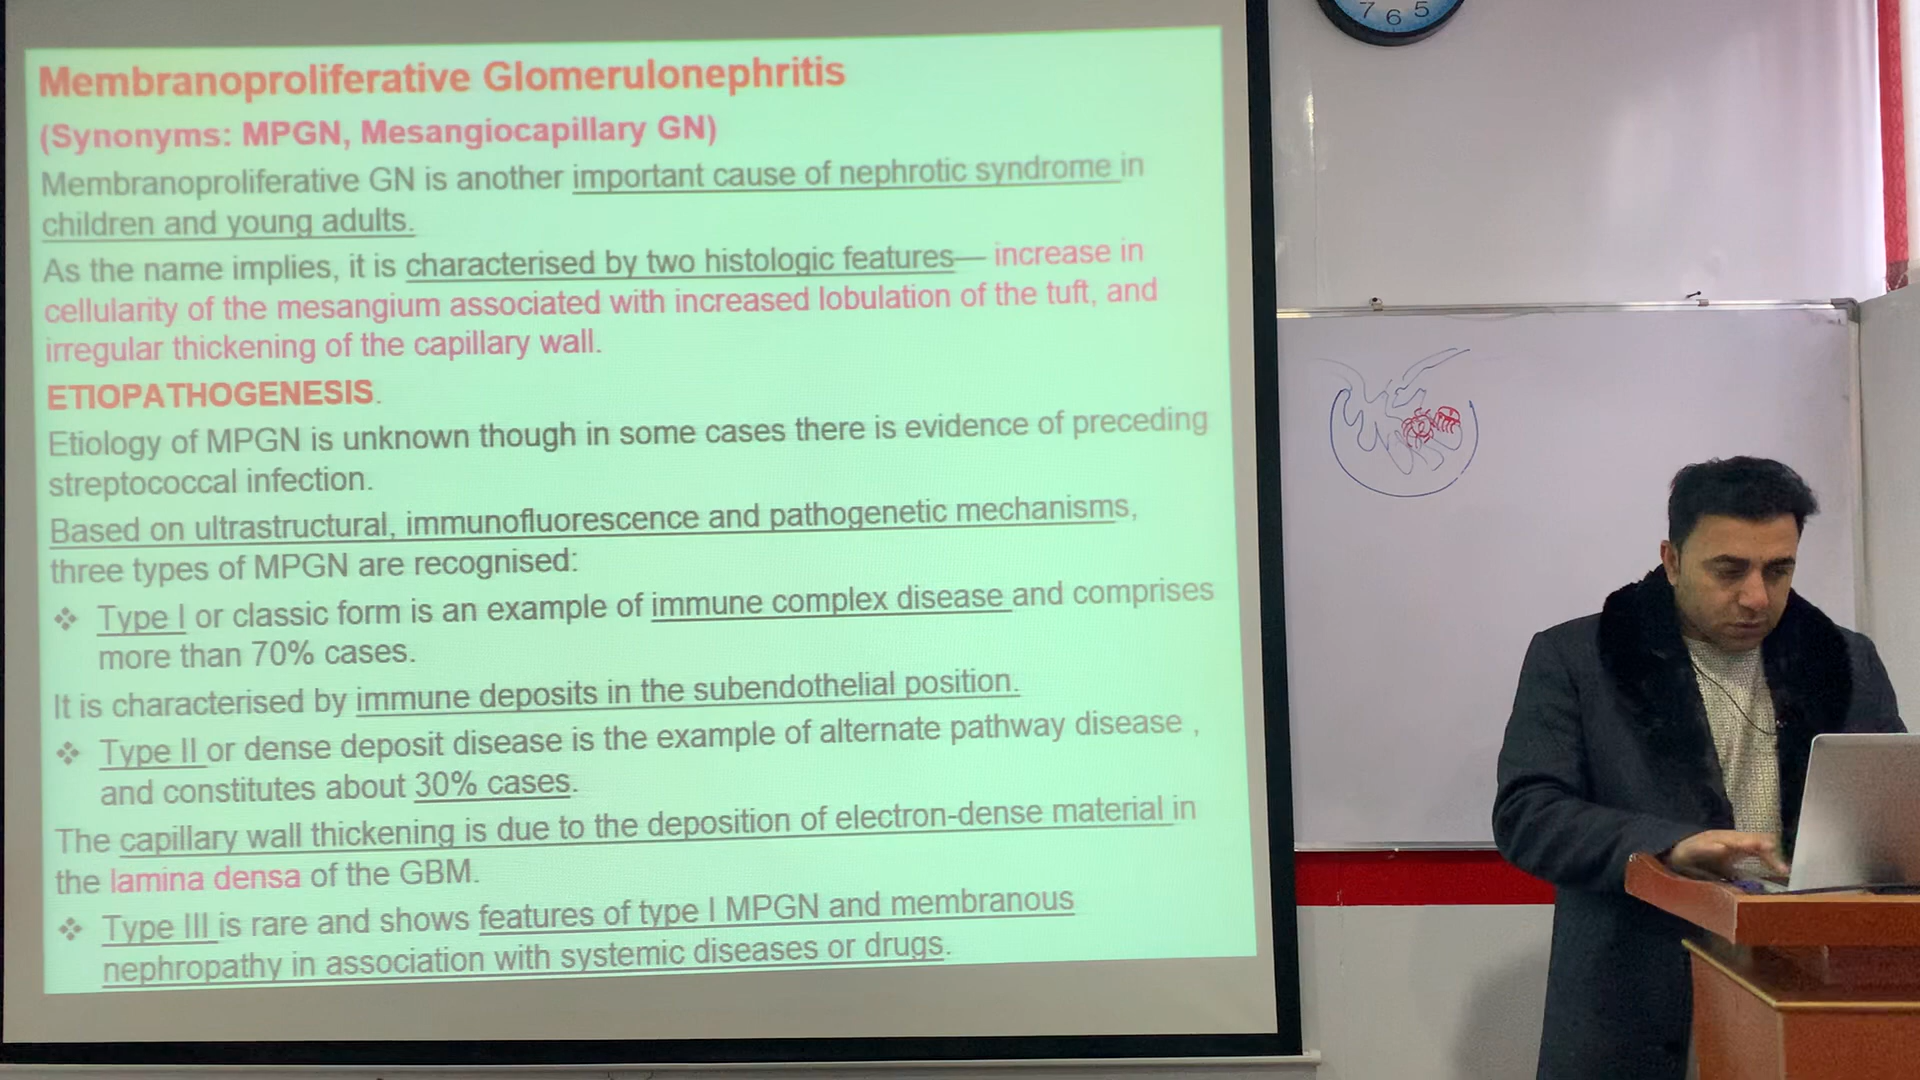 Membranoproliferative Glomerulonephritis
(Synonyms: MPGN, Mesangiocapillary GN)
Membranoproliferative GN is another important cause of nephrotic syndrome in
children and young adults.
As the name implies, it is characterised by two histologic features— increase in
cellularity of the mesangium associated with increased lobulation of the tuft, and
irregular thickening of the capillary wall.
ETIOPATHOGENESIS.
Etiology of MPGN is unknown though in some cases there is evidence of preceding
streptococcal infection.
Based on ultrastructural, immunofluorescence and pathogenetic mechanisms,
three types of MPGN are recognised:
❖ Type I or classic form is an example of immune complex disease and comprises
more than 70% cases.
It is characterised by immune deposits in the subendothelial position.
❖ Type II or dense deposit disease is the example of alternate pathway disease ,
and constitutes about 30% cases.
The capillary wall thickening is due to the deposition of electron-dense material in
the lamina densa of the GBM.
❖ Type III is rare and shows features of type I MPGN and membranous
nephropathy in association with systemic diseases or drugs.
7 6 5